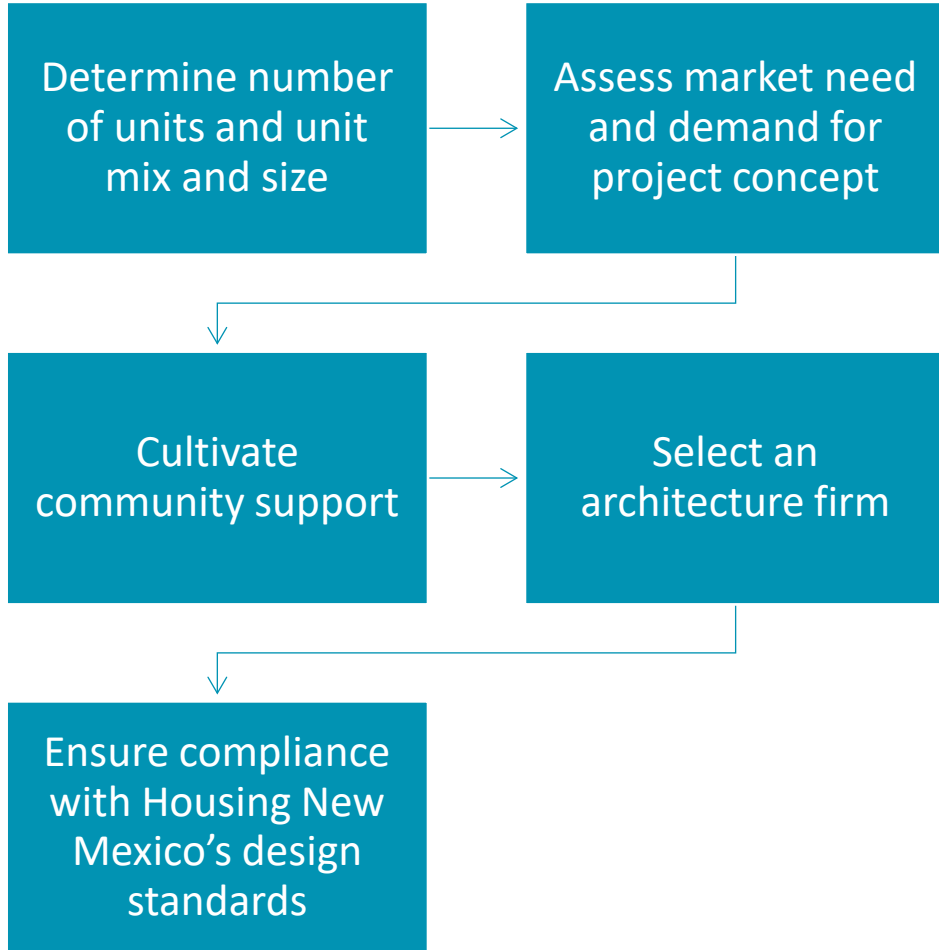 Determine number
of units and unit
mix and size
Assess market need
and demand for
project concept
Cultivate
community support
Select an
architecture firm
Ensure compliance
with Housing New
Mexico’s design
standards